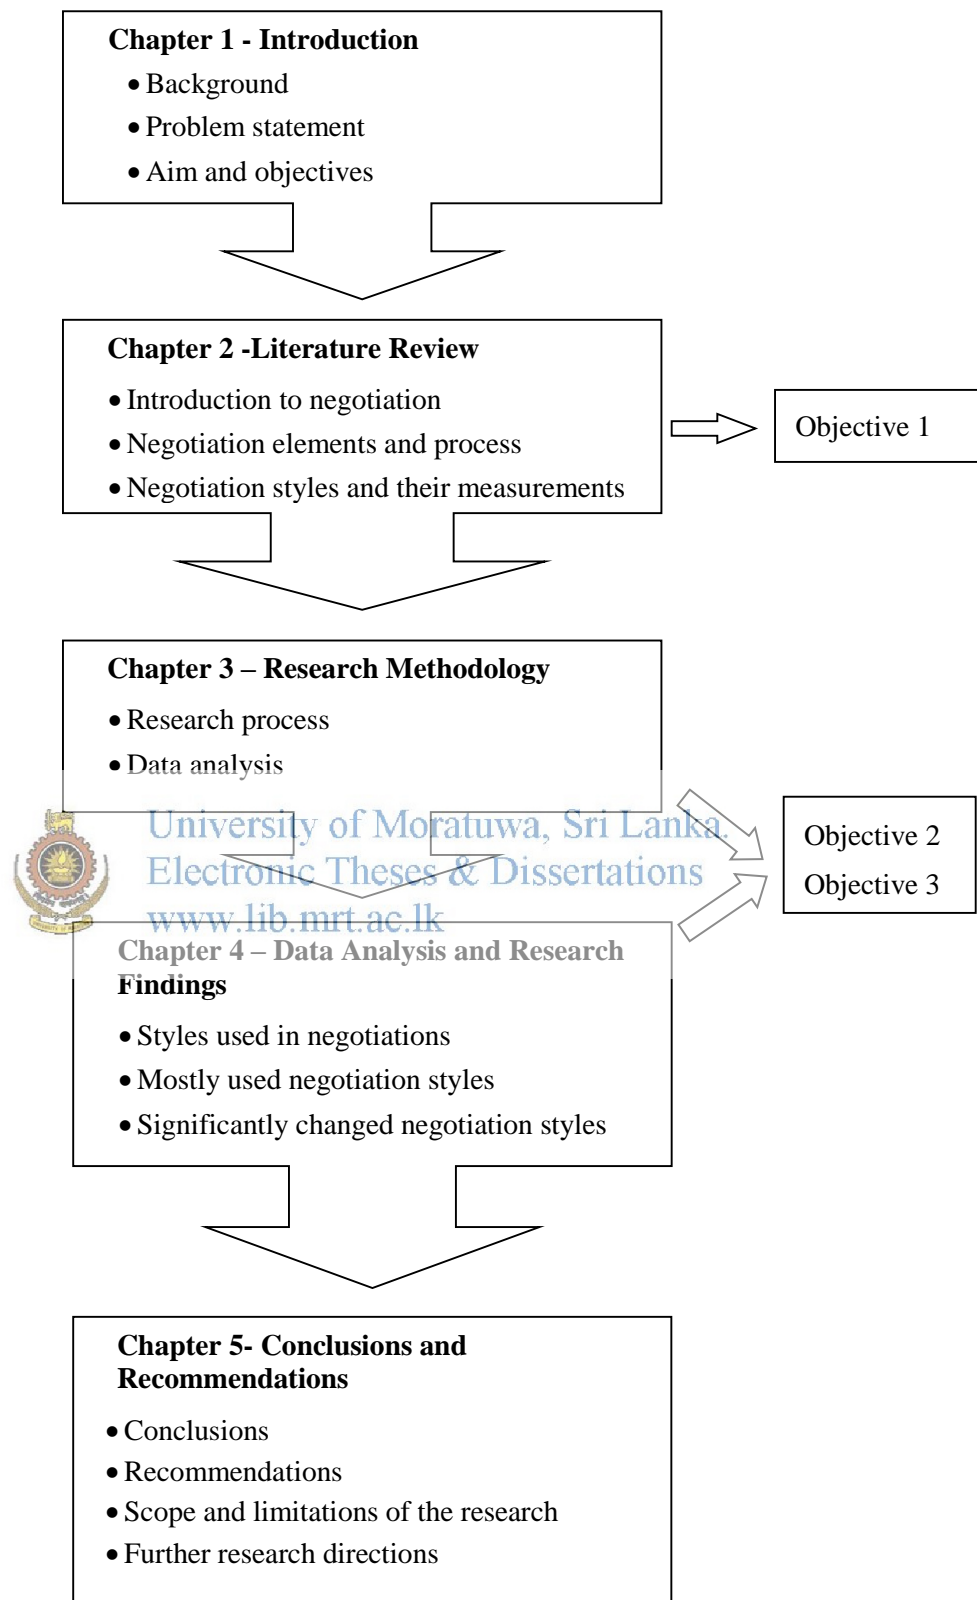 Chapter 1 - Introduction
• Background
• Problem statement
• Aim and objectives
Chapter 2 -Literature Review
• Introduction to negotiation
• Negotiation elements and process
• Negotiation styles and their measurements
Objective 1
Chapter 3 – Research Methodology
• Research process
• Data analysis
University of Moratuwa, Sri Lanka.
Electronic Theses & Dissertations
www.lib.mrt.ac.lk
Objective 2
Objective 3
Chapter 4 – Data Analysis and Research
Findings
• Styles used in negotiations
• Mostly used negotiation styles
• Significantly changed negotiation styles
Chapter 5- Conclusions and
Recommendations
• Conclusions
• Recommendations
• Scope and limitations of the research
• Further research directions